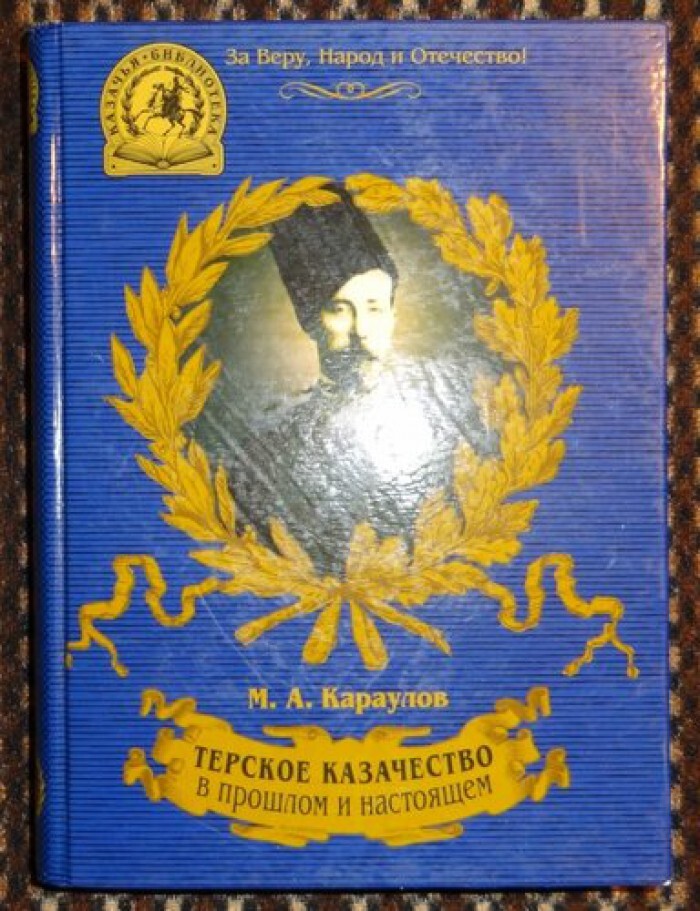 За Веру, Народ и Отечество!
КАЗАЧЬЯ • БИБЛИОТЕКА
М. А. Караулов
ТЕРСКОЕ КАЗАЧЕСТВО
в прошлом и настоящем